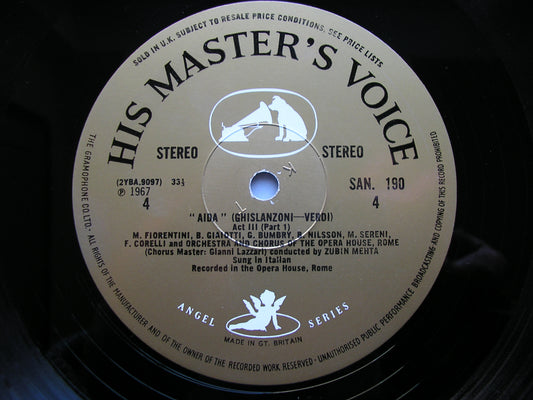 SOLD IN U.K. SUBJECT TO RESALE PRICE CONDITIONS, SEE PRICE LISTS
HIS MASTER'S VOICE
STEREO STEREO
(2YBA.9097) 33⅓ SAN. 190
℗ 1967
4 4
"AIDA" (GHISLANZONI—VERDI)
Act III (Part 1)
M. FIORENTINI, B. GIAIOTTI, G. BUMBRY, B. NILSSON, M. SERENI,
F. CORELLI and ORCHESTRA AND CHORUS OF THE OPERA HOUSE, ROME
(Chorus Master: Gianni Lazzari) conducted by ZUBIN MEHTA
Sung in Italian
Recorded in the Opera House, Rome
ANGEL SERIES
MADE IN GT. BRITAIN
THE GRAMOPHONE CO. LTD. · ALL RIGHTS OF THE MANUFACTURER AND OF THE OWNER OF THE RECORDED WORK RESERVED · UNAUTHORISED PUBLIC PERFORMANCE BROADCASTING AND COPYING OF THIS RECORD PROHIBITED